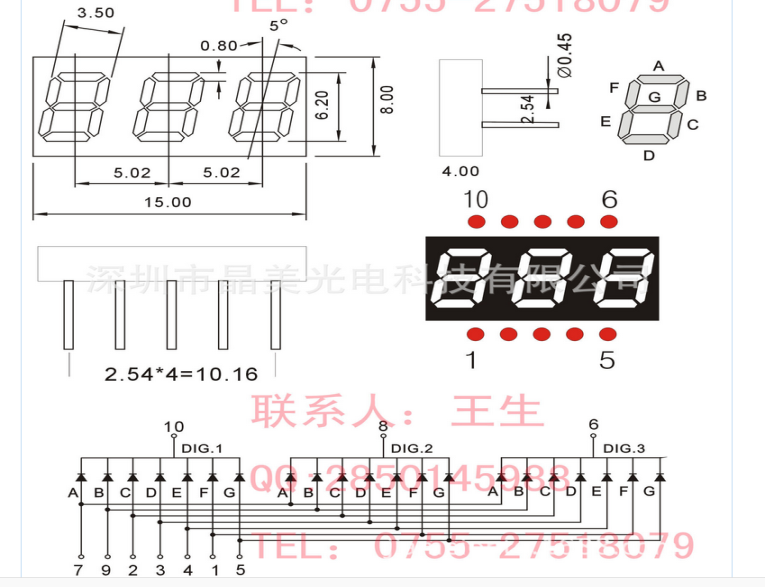 TEL： 0755-27518079
3.50
5°
0.80
6.20
8.00
5.02 5.02
15.00
Ø0.45
2.54
4.00
A
F G B
E C
D
10 6
深圳市晶美光电科技有限公司
1 5
2.54*4=10.16
联系人：王生
10 8 6
DIG.1 DIG.2 DIG.3
QQ:2850145983
A B C D E F G A B C D E F G A B C D E F G
TEL： 0755-27518079
7 9 2 3 4 1 5